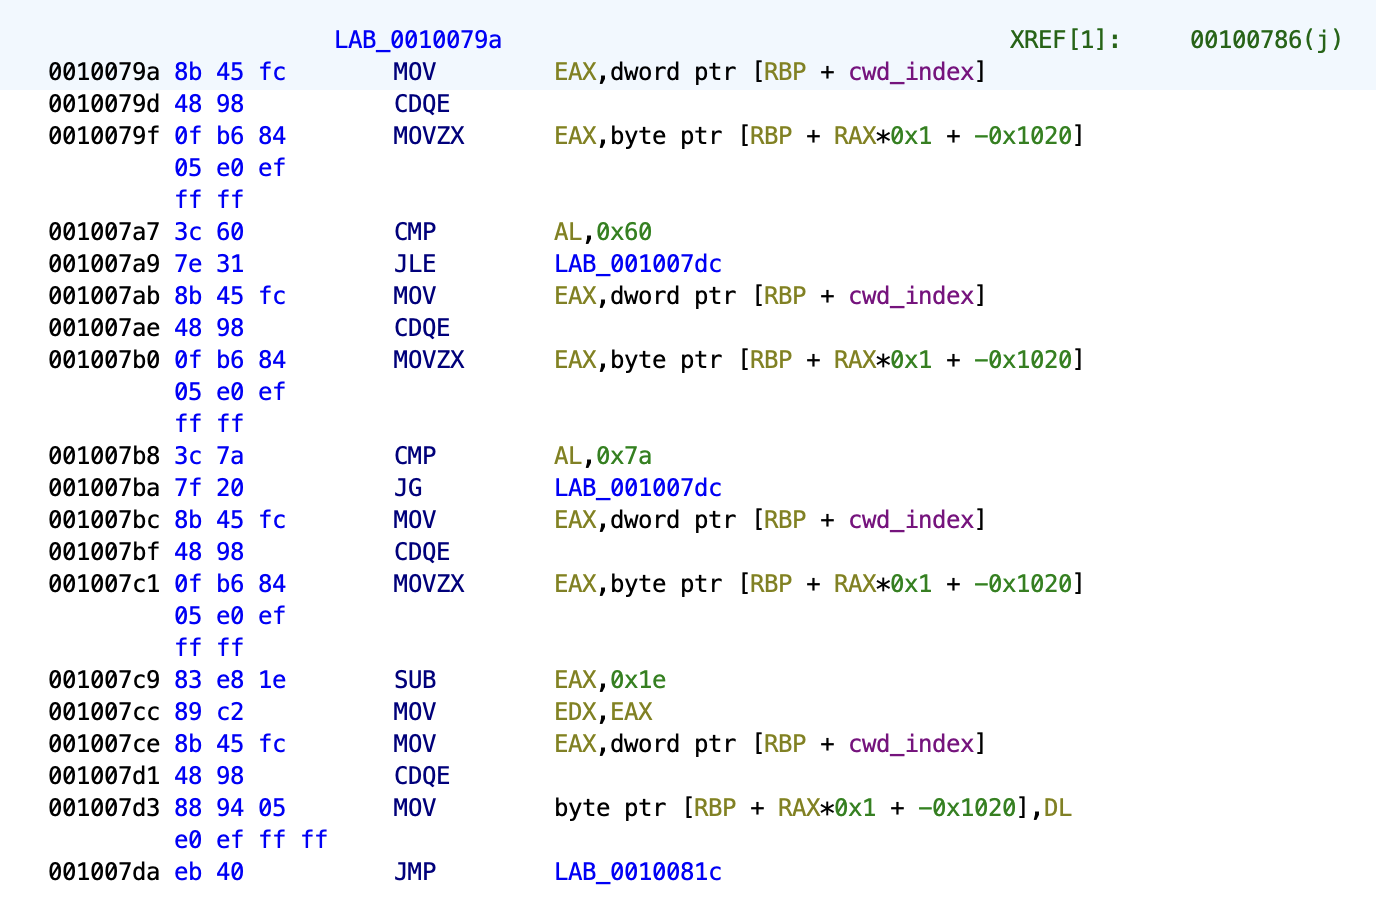 LAB_0010079a XREF[1]: 00100786(j)
0010079a 8b 45 fc MOV EAX,dword ptr [RBP + cwd_index]
0010079d 48 98 CDQE
0010079f 0f b6 84 MOVZX EAX,byte ptr [RBP + RAX*0x1 + -0x1020]
05 e0 ef
ff ff
001007a7 3c 60 CMP AL,0x60
001007a9 7e 31 JLE LAB_001007dc
001007ab 8b 45 fc MOV EAX,dword ptr [RBP + cwd_index]
001007ae 48 98 CDQE
001007b0 0f b6 84 MOVZX EAX,byte ptr [RBP + RAX*0x1 + -0x1020]
05 e0 ef
ff ff
001007b8 3c 7a CMP AL,0x7a
001007ba 7f 20 JG LAB_001007dc
001007bc 8b 45 fc MOV EAX,dword ptr [RBP + cwd_index]
001007bf 48 98 CDQE
001007c1 0f b6 84 MOVZX EAX,byte ptr [RBP + RAX*0x1 + -0x1020]
05 e0 ef
ff ff
001007c9 83 e8 1e SUB EAX,0x1e
001007cc 89 c2 MOV EDX,EAX
001007ce 8b 45 fc MOV EAX,dword ptr [RBP + cwd_index]
001007d1 48 98 CDQE
001007d3 88 94 05 MOV byte ptr [RBP + RAX*0x1 + -0x1020],DL
e0 ef ff ff
001007da eb 40 JMP LAB_0010081c